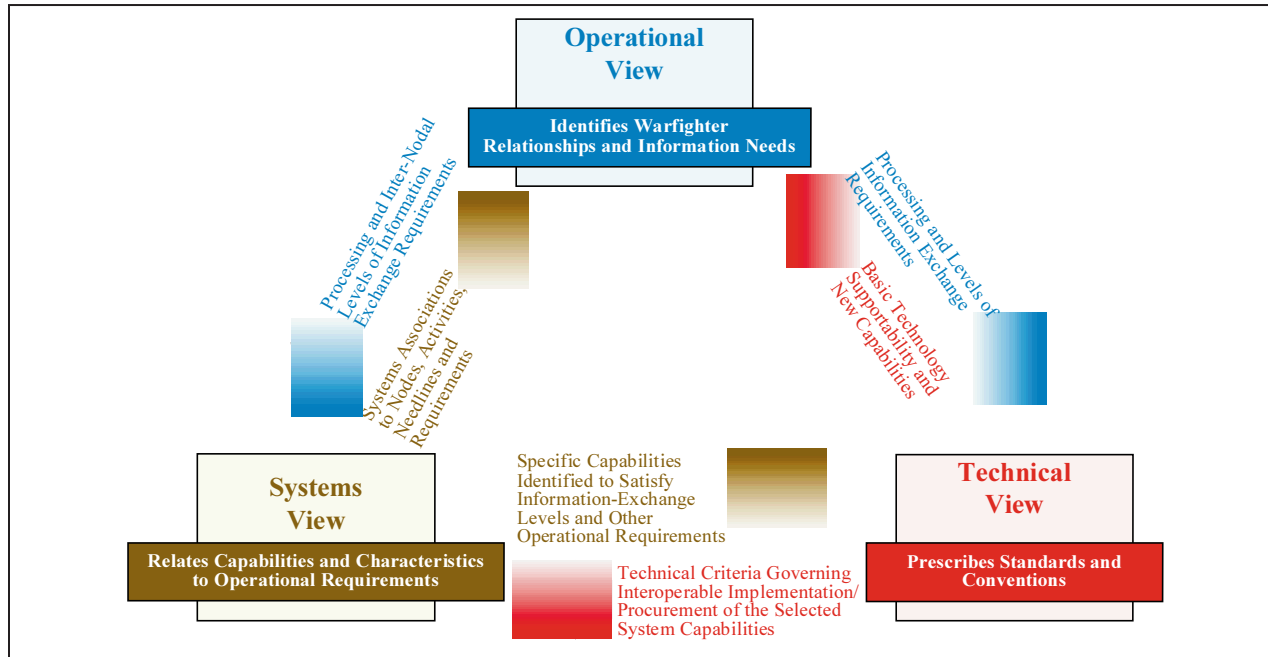 Operational
View
Identifies Warfighter
Relationships and Information Needs
Processing and Inter-Nodal
Levels of Information
Exchange Requirements
Systems Associations
to Nodes, Activities,
Needlines and
Requirements
Processing and Levels of
Information Exchange
Requirements
Basic Technology
Supportability and
New Capabilities
Systems
View
Relates Capabilities and Characteristics
to Operational Requirements
Specific Capabilities
Identified to Satisfy
Information-Exchange
Levels and Other
Operational Requirements
Technical Criteria Governing
Interoperable Implementation/
Procurement of the Selected
System Capabilities
Technical
View
Prescribes Standards and
Conventions